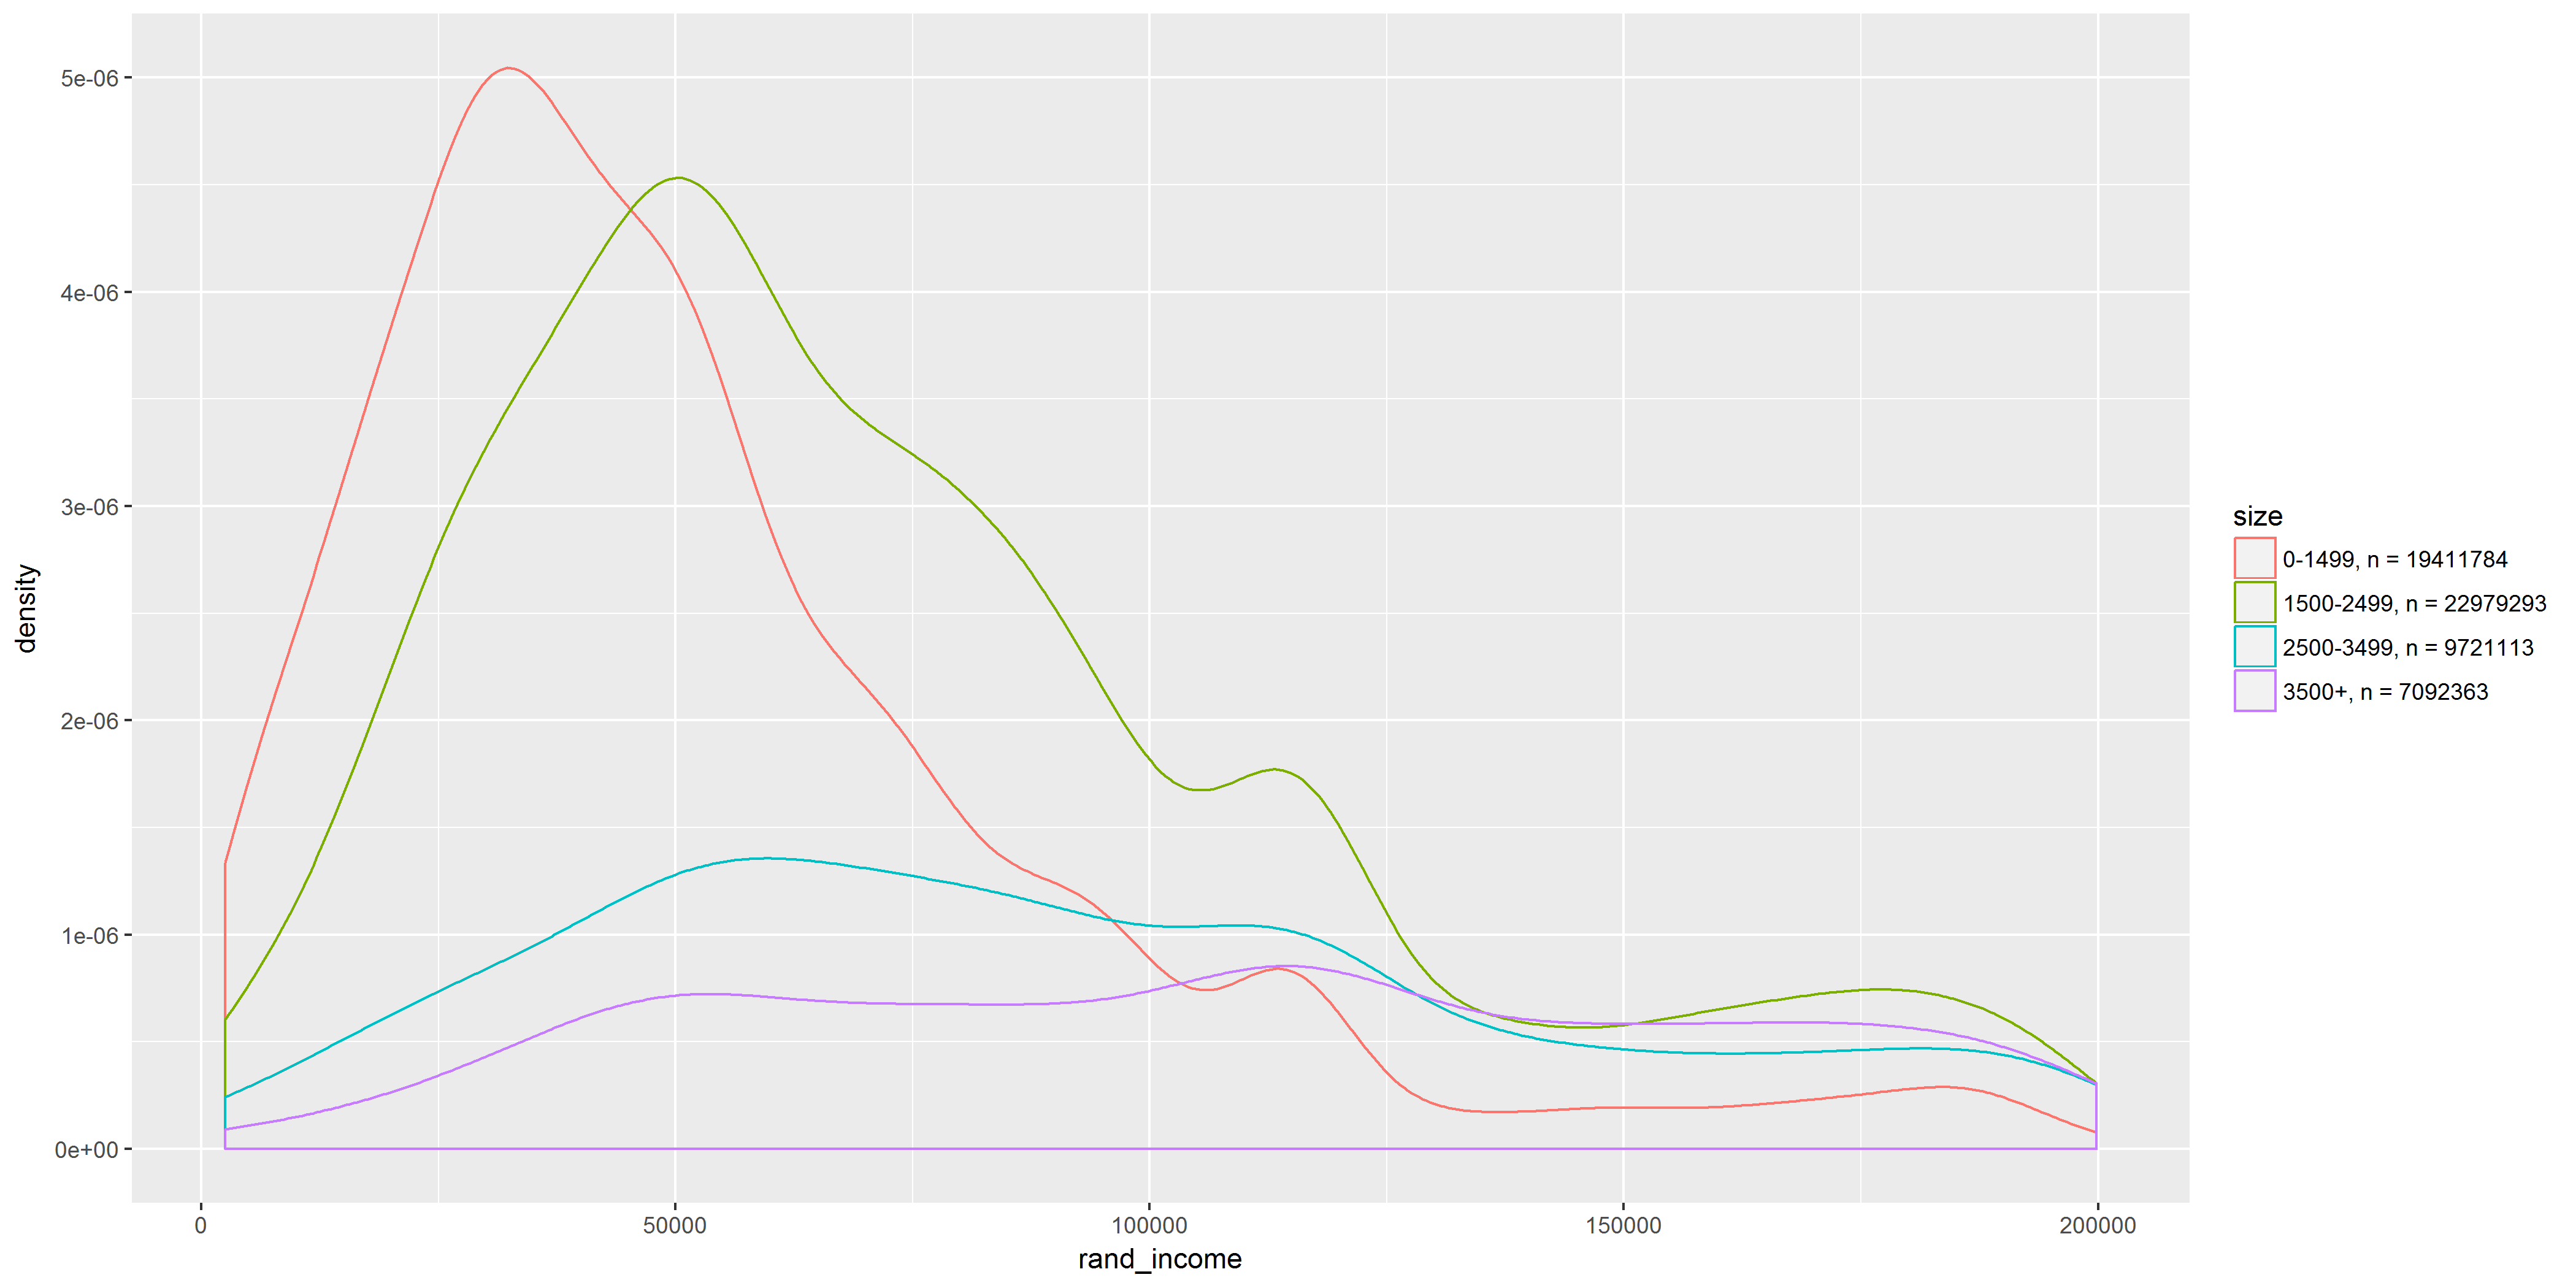 5e-06
4e-06
3e-06
2e-06
1e-06
0e+00
density
0 50000 100000 150000 200000
rand_income
size
0-1499, n = 19411784
1500-2499, n = 22979293
2500-3499, n = 9721113
3500+, n = 7092363